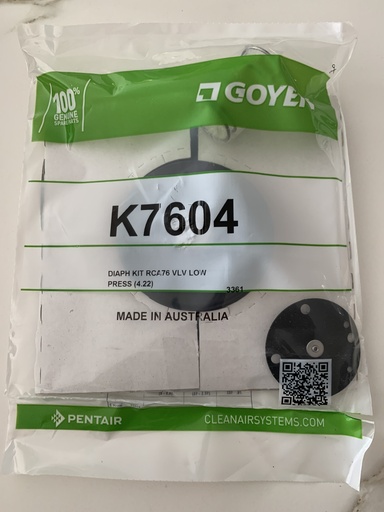 100%
GENUINE
SPARE PARTS
GOYEN
K7604
DIAPH KIT RCA76 VLV LOW
PRESS (4.22)
3361
MADE IN AUSTRALIA
PENTAIR
CLEANAIRSYSTEMS.COM